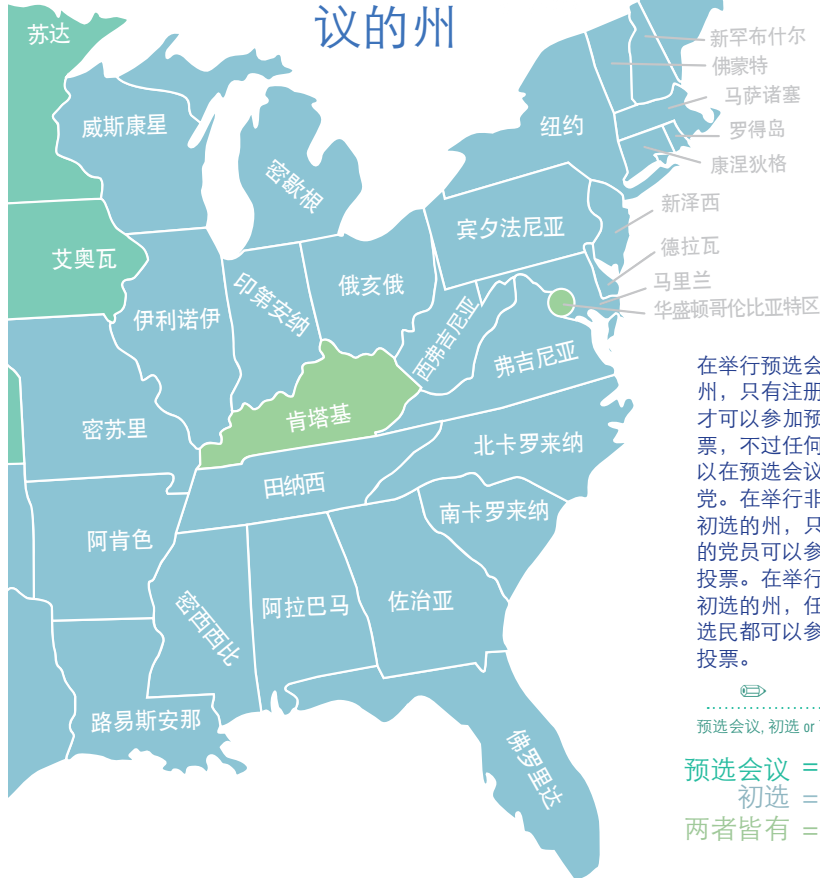 议的州
苏达
新罕布什尔
佛蒙特
马萨诸塞
威斯康星
纽约
罗得岛
康涅狄格
密歇根
新泽西
宾夕法尼亚
德拉瓦
艾奥瓦
马里兰
俄亥俄
印第安纳
华盛顿哥伦比亚特区
伊利诺伊
西弗吉尼亚
弗吉尼亚
在举行预选会
州，只有注册
才可以参加预
票，不过任何
以在预选会议
党。在举行非
初选的州，只
的党员可以参
投票。在举行
初选的州，任
选民都可以参
投票。
肯塔基
密苏里
北卡罗来纳
田纳西
南卡罗来纳
阿肯色
密西西比
阿拉巴马
佐治亚
路易斯安那
佛罗里达
预选会议, 初选 or
预选会议 =
初选 =
两者皆有 =